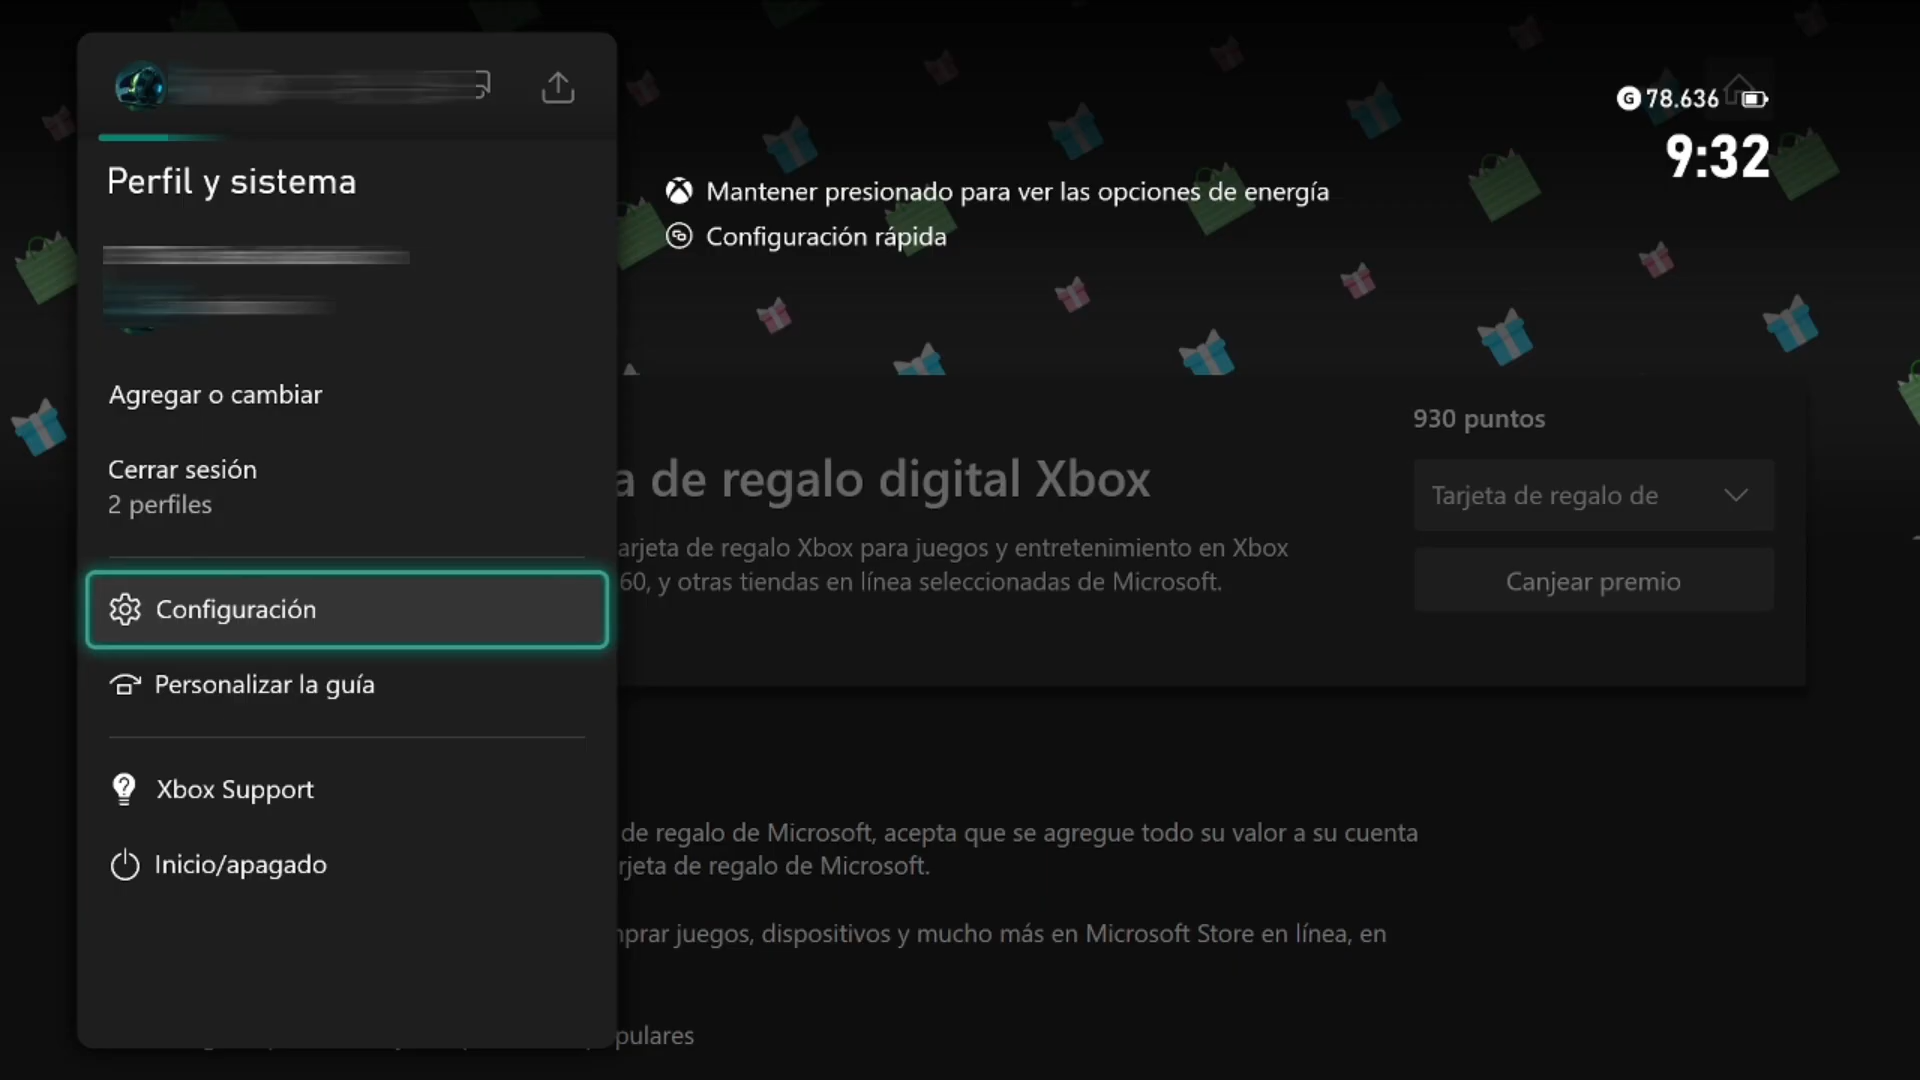 78.636
9:32
Perfil y sistema
Mantener presionado para ver las opciones de energía
Configuración rápida
Agregar o cambiar
Cerrar sesión
2 perfiles
Configuración
Personalizar la guía
Xbox Support
Inicio/apagado
930 puntos
a de regalo digital Xbox
Tarjeta de regalo de
arjeta de regalo Xbox para juegos y entretenimiento en Xbox
60, y otras tiendas en línea seleccionadas de Microsoft.
Canjear premio
de regalo de Microsoft, acepta que se agregue todo su valor a su cuenta
rjeta de regalo de Microsoft.
prar juegos, dispositivos y mucho más en Microsoft Store en línea, en
pulares